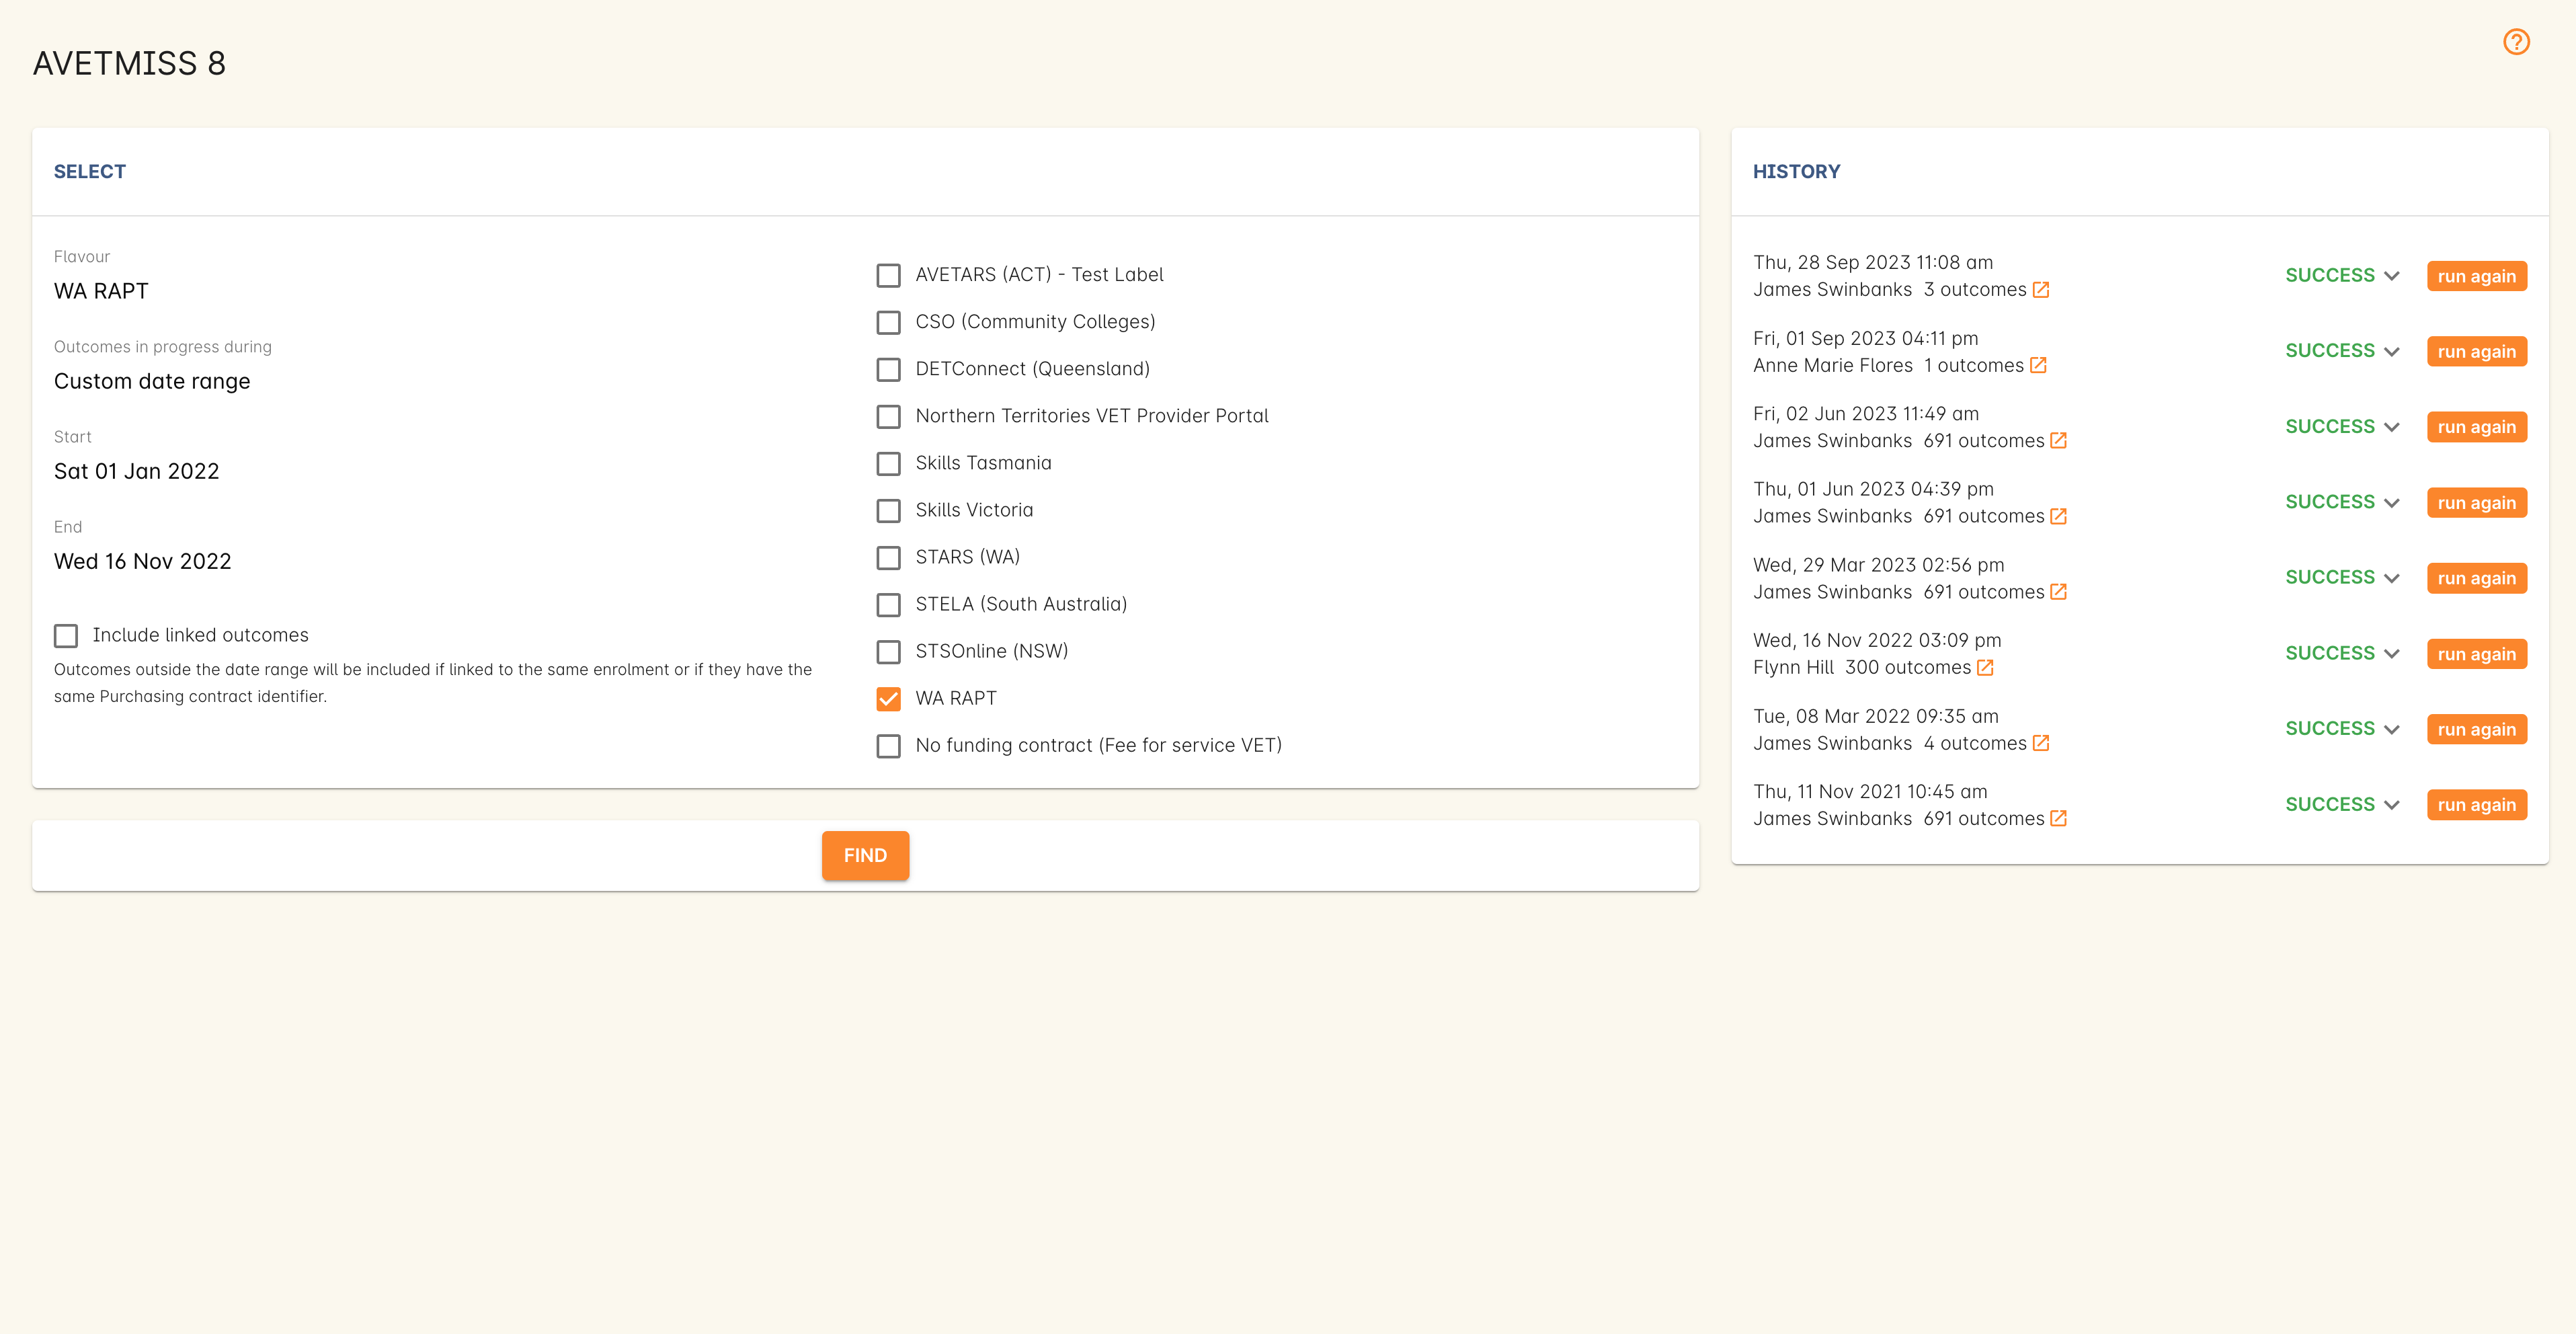 AVETMISS 8
SELECT
Flavour
WA RAPT
Outcomes in progress during
Custom date range
Start
Sat 01 Jan 2022
End
Wed 16 Nov 2022
Include linked outcomes
Outcomes outside the date range will be included if linked to the same enrolment or if they have the
same Purchasing contract identifier.
AVETARS (ACT) - Test Label
CSO (Community Colleges)
DETConnect (Queensland)
Northern Territories VET Provider Portal
Skills Tasmania
Skills Victoria
STARS (WA)
STELA (South Australia)
STSOnline (NSW)
WA RAPT
No funding contract (Fee for service VET)
FIND
HISTORY
Thu, 28 Sep 2023 11:08 am
James Swinbanks 3 outcomes
SUCCESS
run again
Fri, 01 Sep 2023 04:11 pm
Anne Marie Flores 1 outcomes
SUCCESS
run again
Fri, 02 Jun 2023 11:49 am
James Swinbanks 691 outcomes
SUCCESS
run again
Thu, 01 Jun 2023 04:39 pm
James Swinbanks 691 outcomes
SUCCESS
run again
Wed, 29 Mar 2023 02:56 pm
James Swinbanks 691 outcomes
SUCCESS
run again
Wed, 16 Nov 2022 03:09 pm
Flynn Hill 300 outcomes
SUCCESS
run again
Tue, 08 Mar 2022 09:35 am
James Swinbanks 4 outcomes
SUCCESS
run again
Thu, 11 Nov 2021 10:45 am
James Swinbanks 691 outcomes
SUCCESS
run again